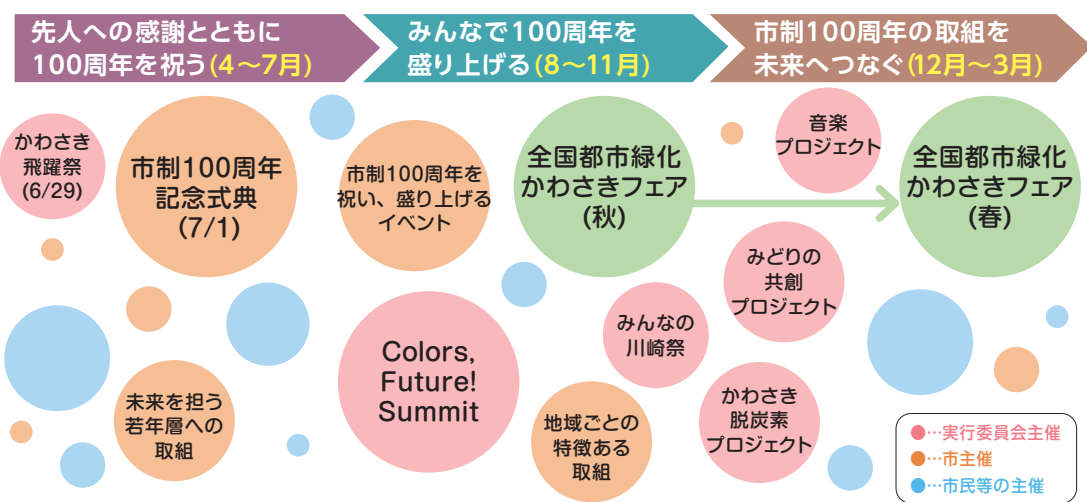 先人への感謝とともに
100周年を祝う(4〜7月)
みんなで100周年を
盛り上げる(8〜11月)
市制100周年の取組を
未来へつなぐ(12月〜3月)
かわさき
飛躍祭
(6/29)
市制100周年
記念式典
(7/1)
市制100周年を
祝い、盛り上げる
イベント
全国都市緑化
かわさきフェア
(秋)
音楽
プロジェクト
全国都市緑化
かわさきフェア
(春)
みどりの
共創
プロジェクト
みんなの
川崎祭
Colors,
Future!
Summit
未来を担う
若年層への
取組
地域ごとの
特徴ある
取組
かわさき
脱炭素
プロジェクト
●…実行委員会主催
●…市主催
●…市民等の主催